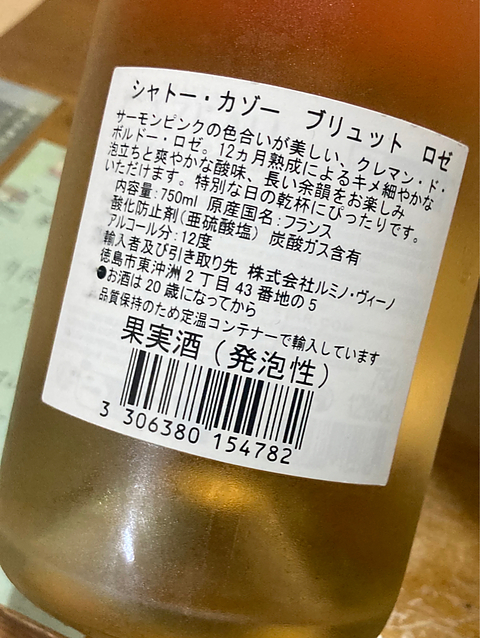 シャトー・カゾー　ブリュット　ロゼ
サーモンピンクの色合いが美しい、クレマン・ド・
ボルドー・ロゼ。12ヵ月熟成によるキメ細やかな
泡立ちと爽やかな酸味、長い余韻をお楽しみ
いただけます。特別な日の乾杯にぴったりです。
内容量:750ml 原産国名:フランス
酸化防止剤(亜硫酸塩) 炭酸ガス含有
アルコール分:12度
輸入者及び引き取り先 株式会社ルミノ・ヴィーノ
徳島市東沖洲2丁目43番地の5
●お酒は20歳になってから
品質保持のため定温コンテナーで輸入しています
果実酒(発泡性)
3 306380 154782